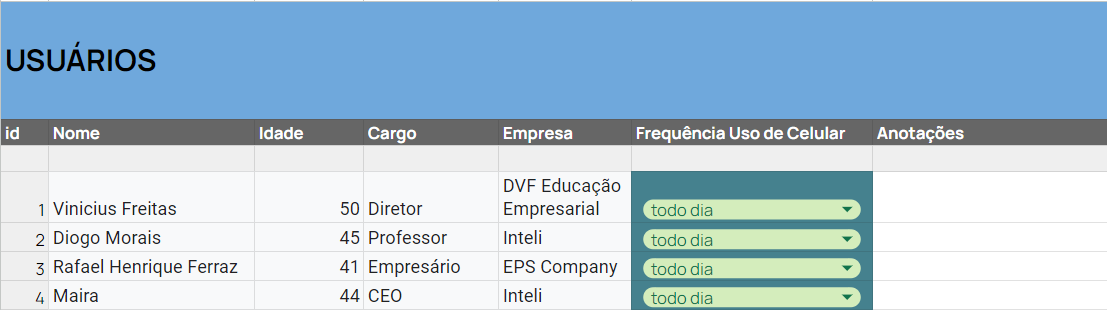 USUÁRIOS
id Nome Idade Cargo Empresa Frequência Uso de Celular Anotações
1 Vinicius Freitas 50 Diretor DVF Educação
Empresarial todo dia
2 Diogo Morais 45 Professor Inteli todo dia
3 Rafael Henrique Ferraz 41 Empresário EPS Company todo dia
4 Maira 44 CEO Inteli todo dia